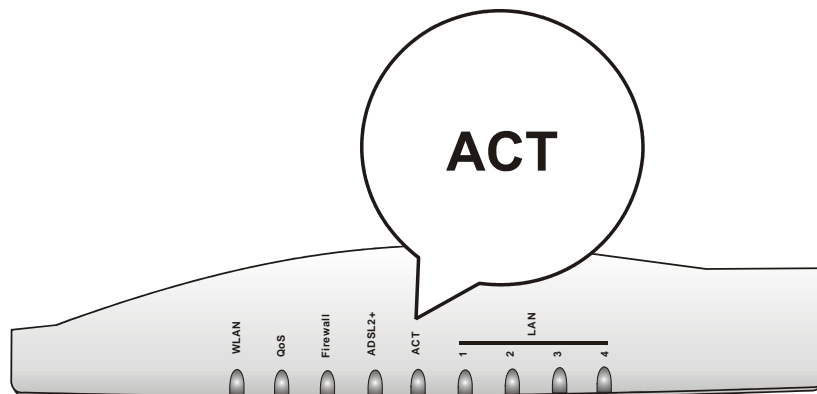 ACT
WLAN
QoS
Firewall
ADSL2+
ACT
LAN
1
2
3
4